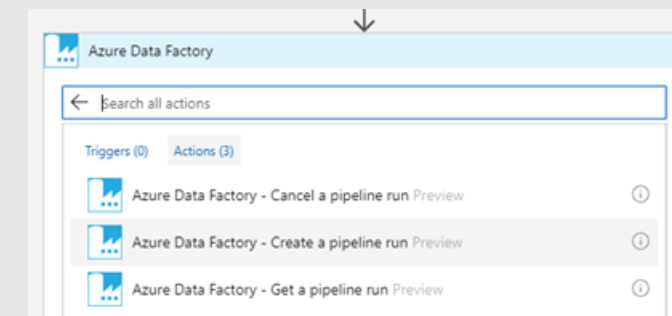 Azure Data Factory
Search all actions
Triggers (0) Actions (3)
Azure Data Factory - Cancel a pipeline run Preview
Azure Data Factory - Create a pipeline run Preview
Azure Data Factory - Get a pipeline run Preview